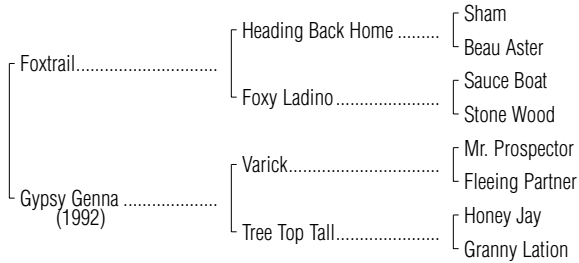 Sham
Heading Back Home .........
Beau Aster
Foxtrail..............................
Sauce Boat
Foxy Ladino......................
Stone Wood
Mr. Prospector
Varick................................
Fleeing Partner
Gypsy Genna ....................
(1992)
Honey Jay
Tree Top Tall......................
Granny Lation